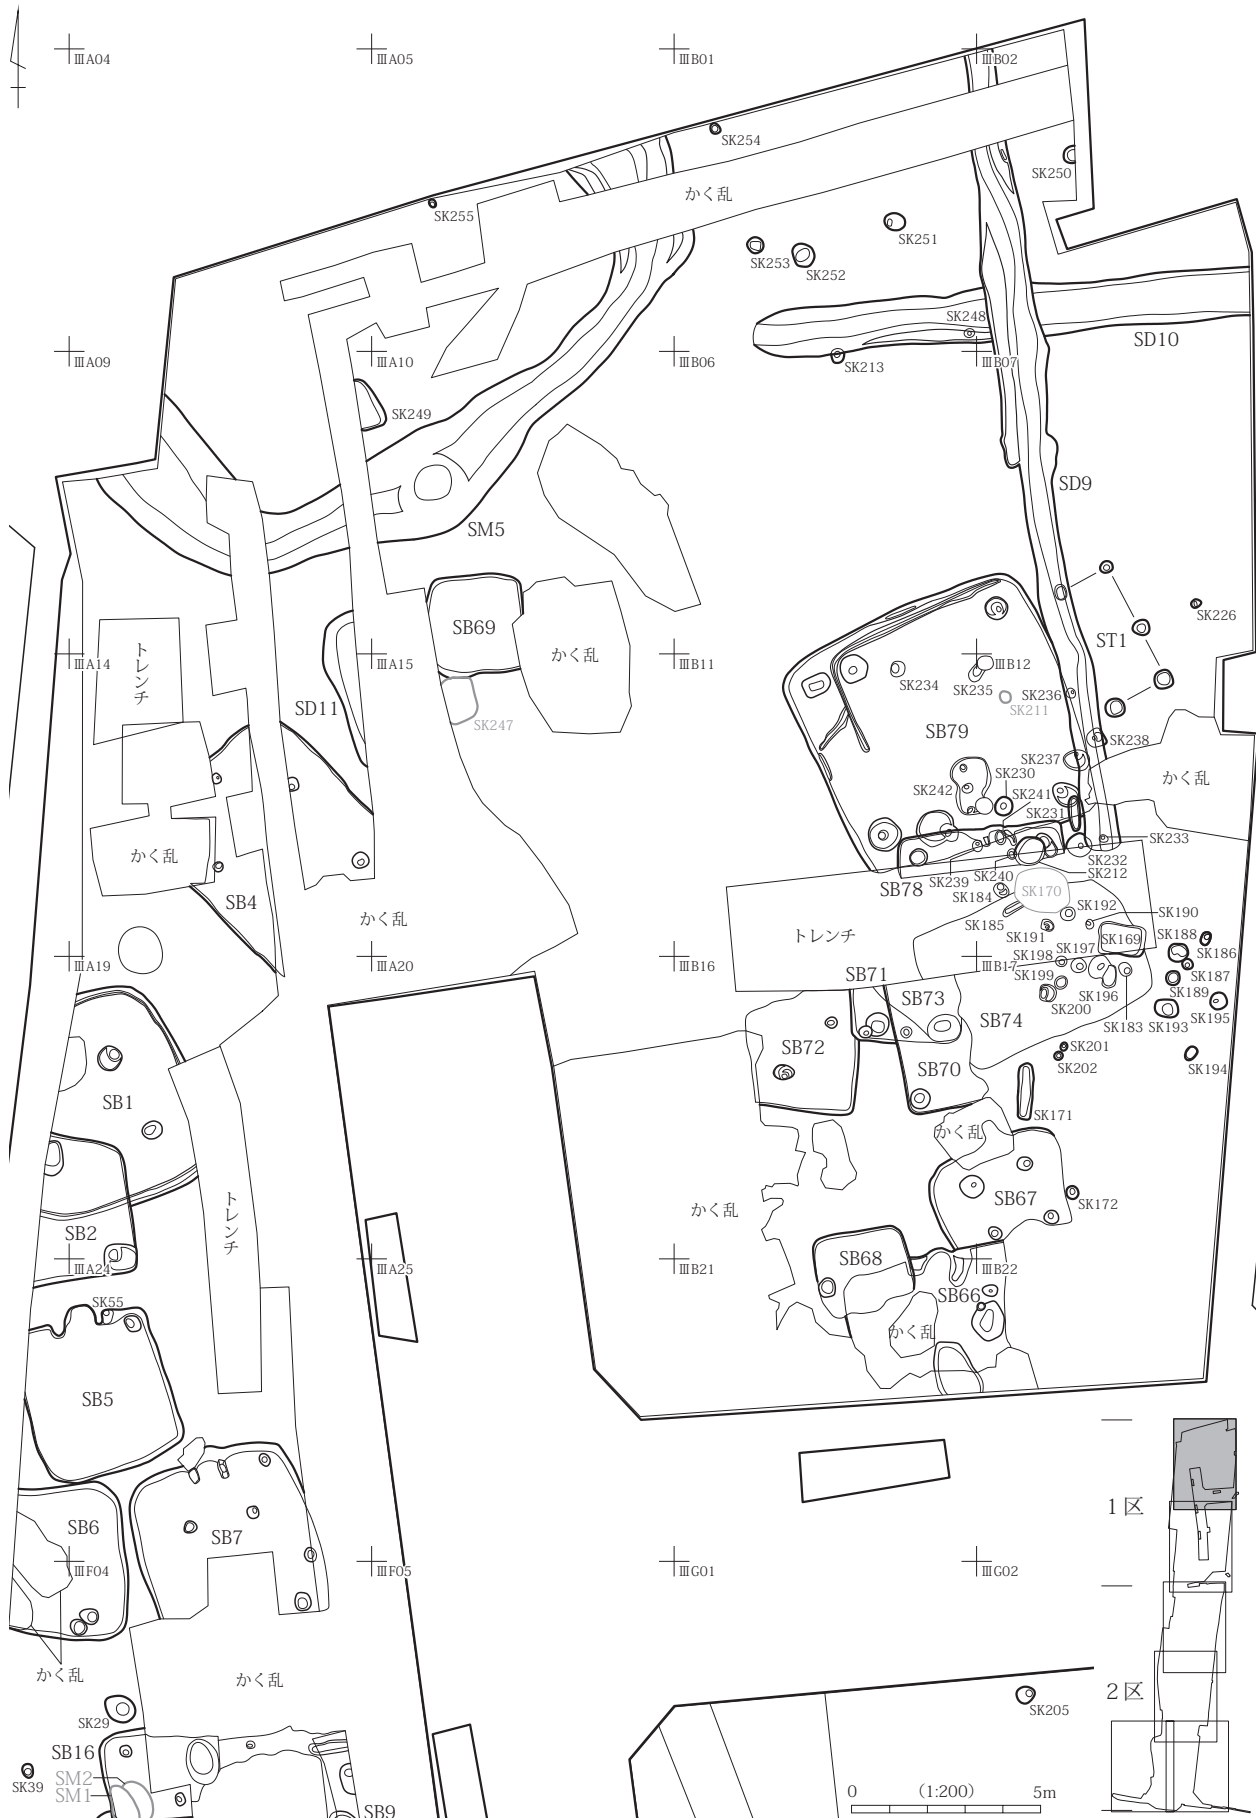 ⅢA04
ⅢA05
ⅢB01
ⅢB02
SK254
SK250
かく乱
SK255
SK251
SK253
SK252
SK248
SD10
ⅢA09
ⅢA10
ⅢB06
ⅢB07
SK213
SK249
SD9
SM5
SK226
SB69
ST1
トレンチ
ⅢA14
ⅢA15
かく乱
ⅢB11
ⅢB12
SK234
SK235
SK236
SK211
SD11
SK247
SB79
SK238
SK237
SK230
かく乱
SK242
SK241
SK231
SK233
かく乱
SK232
SK212
SB78
SK239
SK240
SK170
SB4
SK184
かく乱
SK192
SK190
SK185
トレンチ
SK191
SK169
SK188
SK197
SK186
ⅢA19
ⅢA20
ⅢB16
ⅢB17
SK198
SB71
SK199
SK187
SB73
SK189
SK196
SB74
SK200
SK183
SK193
SK195
SB72
SK201
SK202
SK194
SB70
SB1
SK171
かく乱
トレンチ
SB67
SK172
かく乱
SB2
SB68
ⅢA24
ⅢA25
ⅢB21
ⅢB22
SB66
SK55
かく乱
SB5
1区
SB6
SB7
ⅢF04
ⅢF05
ⅢG01
ⅢG02
かく乱
かく乱
2区
SK29
SK205
SB16
SM2
SK39
SM1
SB9
0 (1:200) 5m